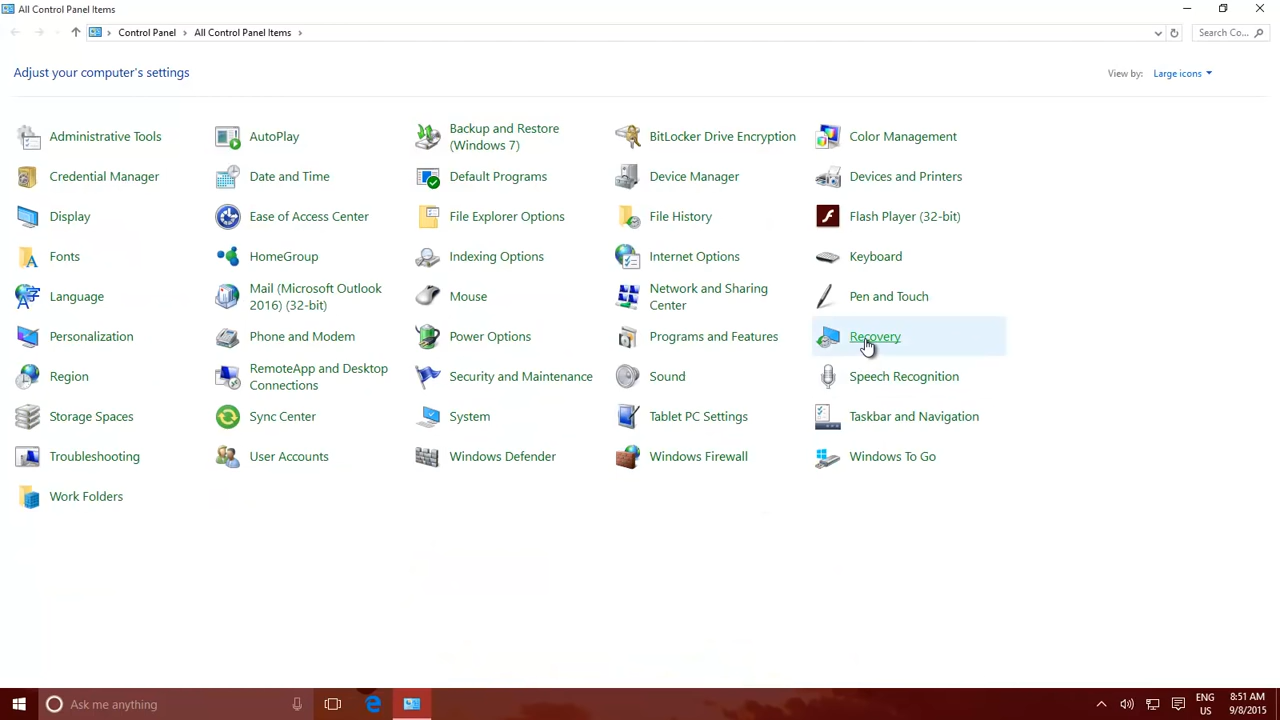 All Control Panel Items
Control Panel > All Control Panel Items >
Search Co...
Adjust your computer's settings
View by: Large icons
Administrative Tools
AutoPlay
Backup and Restore
(Windows 7)
BitLocker Drive Encryption
Color Management
Credential Manager
Date and Time
Default Programs
Device Manager
Devices and Printers
Display
Ease of Access Center
File Explorer Options
File History
Flash Player (32-bit)
Fonts
HomeGroup
Indexing Options
Internet Options
Keyboard
Language
Mail (Microsoft Outlook
2016) (32-bit)
Mouse
Network and Sharing
Center
Pen and Touch
Personalization
Phone and Modem
Power Options
Programs and Features
Recovery
Region
RemoteApp and Desktop
Connections
Security and Maintenance
Sound
Speech Recognition
Storage Spaces
Sync Center
System
Tablet PC Settings
Taskbar and Navigation
Troubleshooting
User Accounts
Windows Defender
Windows Firewall
Windows To Go
Work Folders
Ask me anything
ENG
US
8:51 AM
9/8/2015